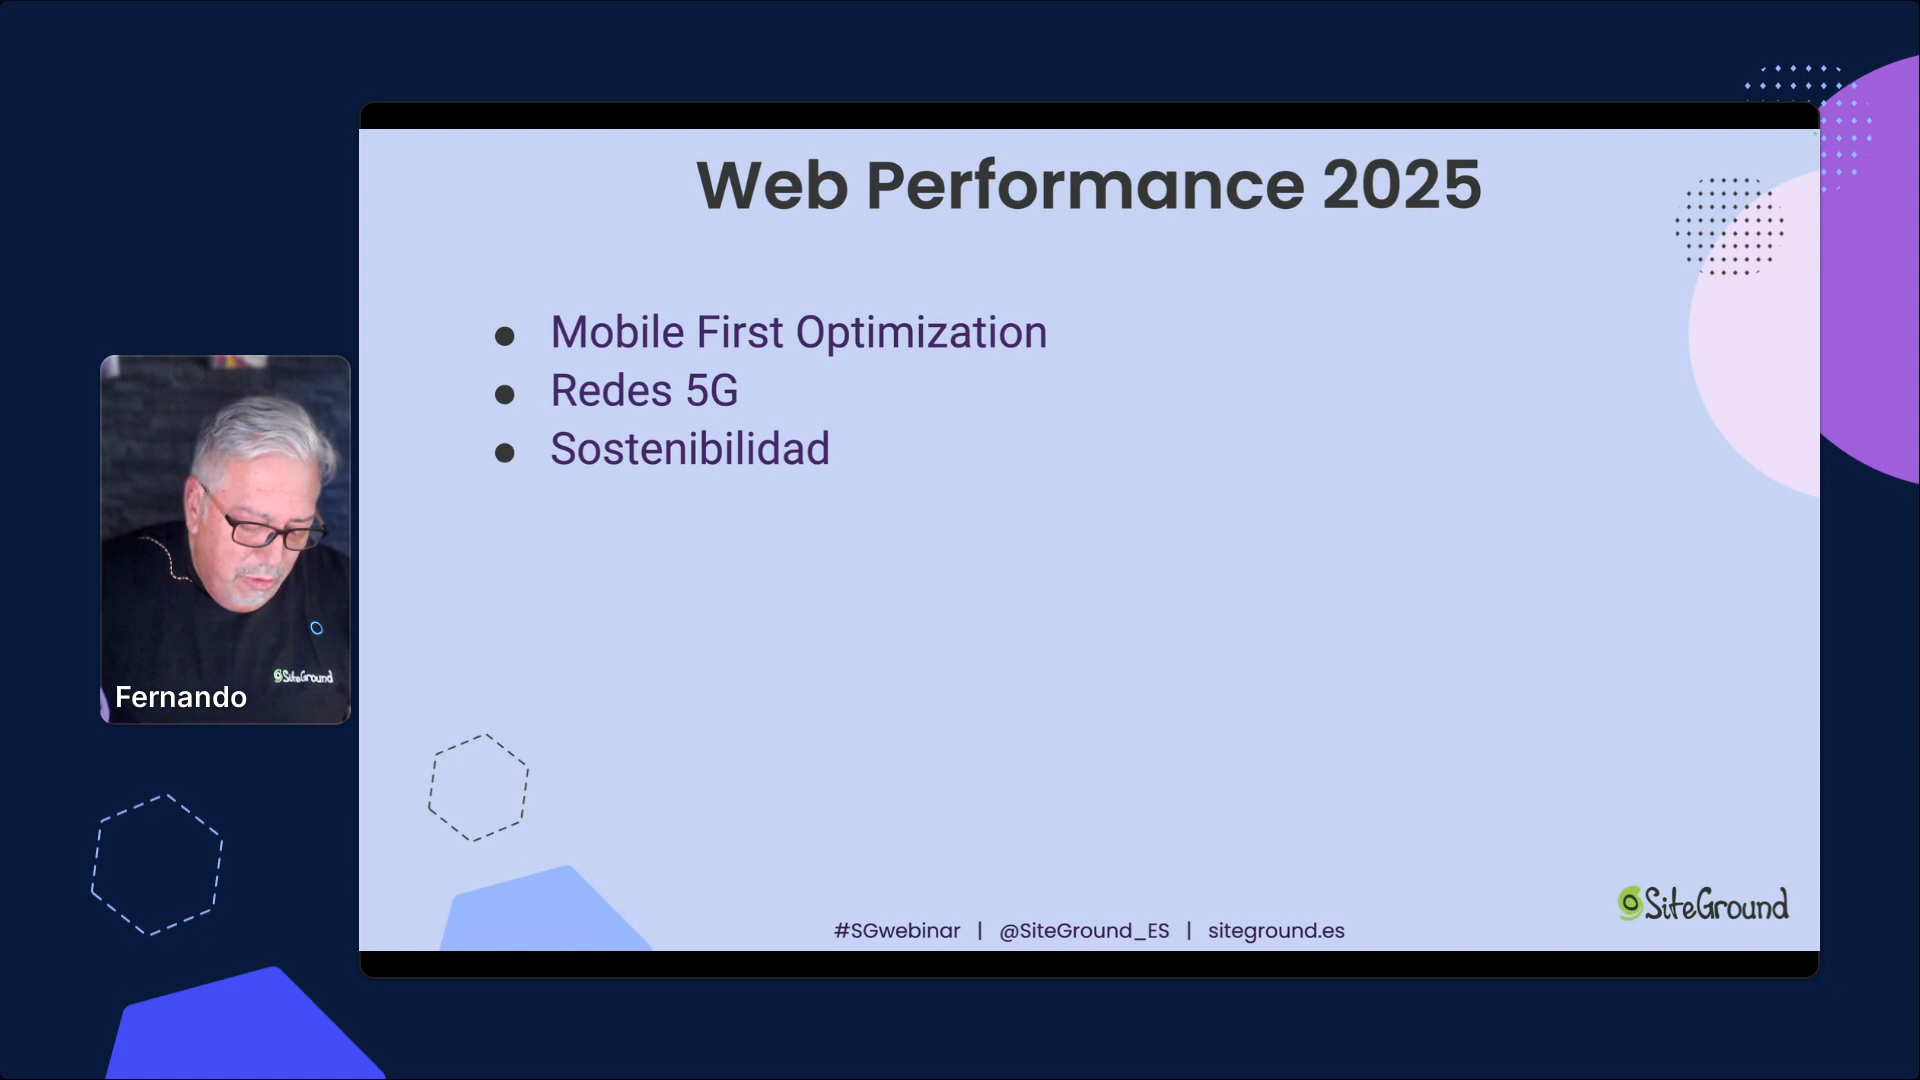 Web Performance 2025
Mobile First Optimization
Redes 5G
Sostenibilidad
SiteGround
Fernando
SiteGround
#SGwebinar | @SiteGround_ES | siteground.es